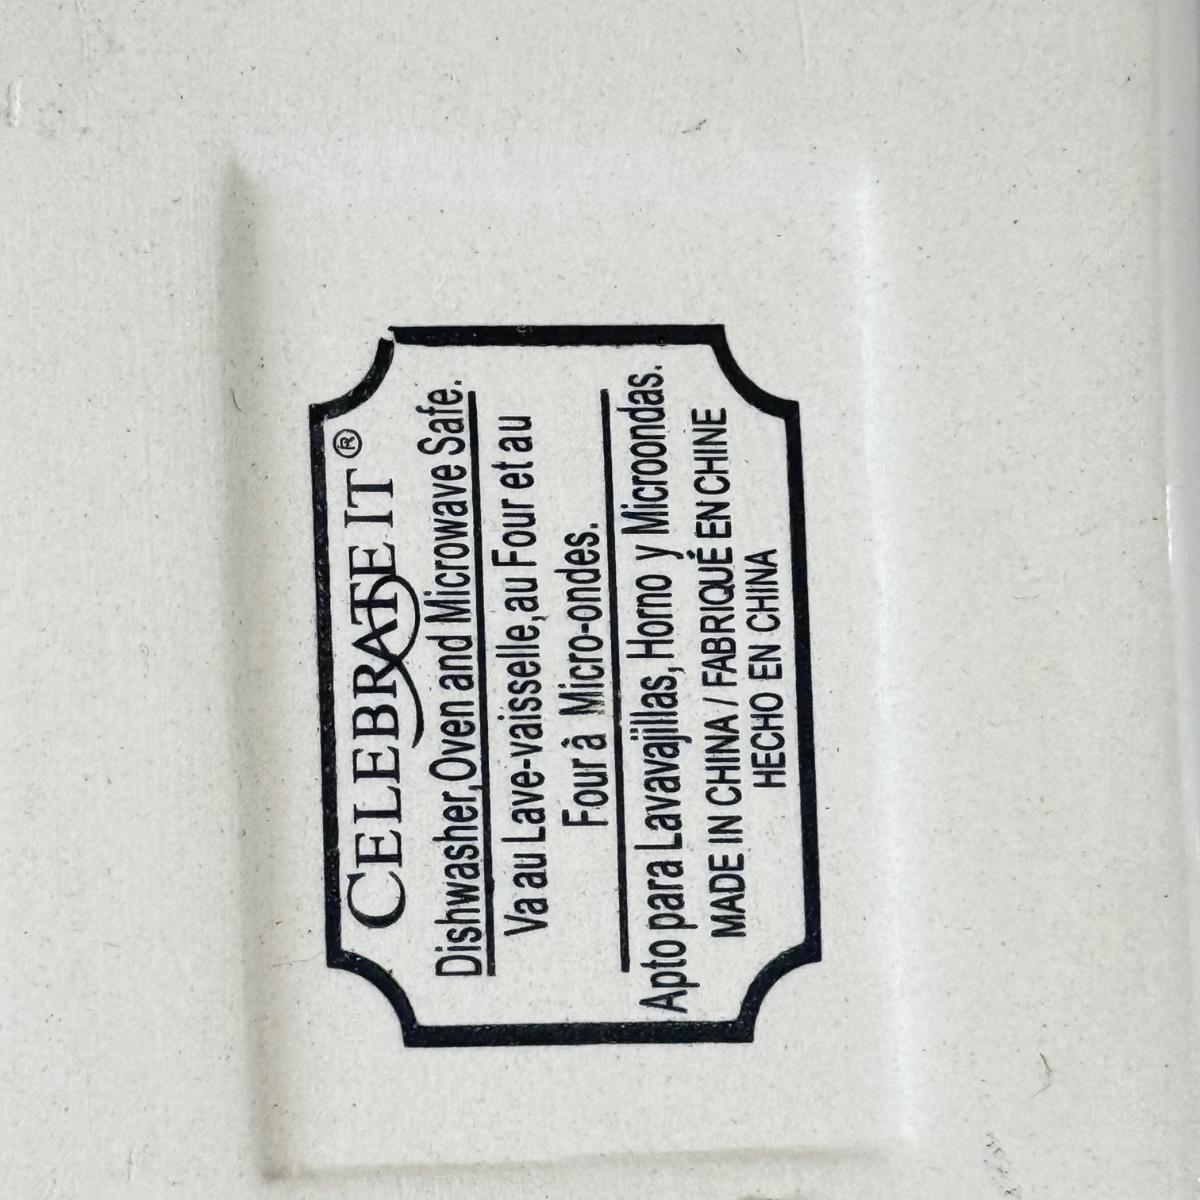 CELEBRATE IT®
Dishwasher,Oven and Microwave Safe.
Va au Lave-vaisselle,au Four et au
Four â Micro-ondes.
Apto para Lavavajillas, Horno y Microondas.
MADE IN CHINA / FABRIQUÉ EN CHINE
HECHO EN CHINA